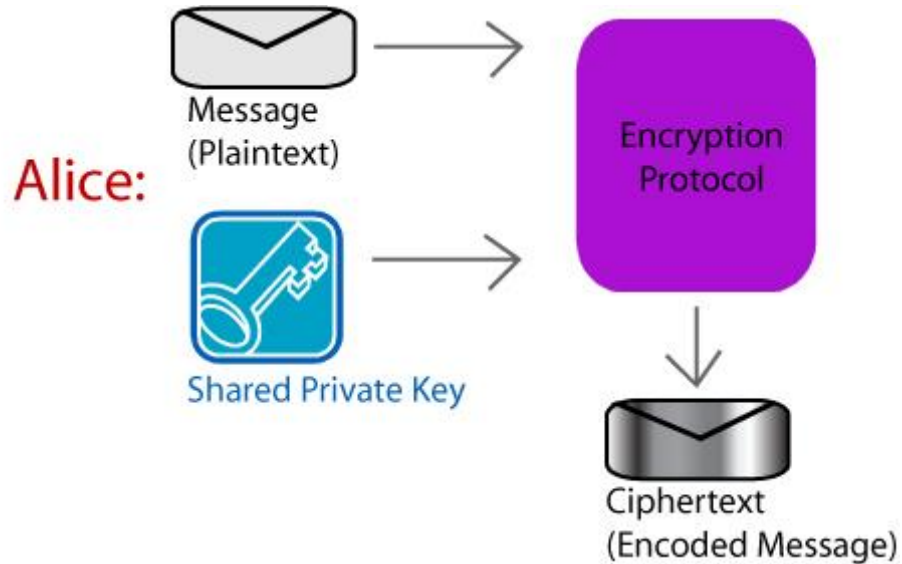 Message
(Plaintext)
Encryption
Protocol
Alice:
Shared Private Key
Ciphertext
(Encoded Message)